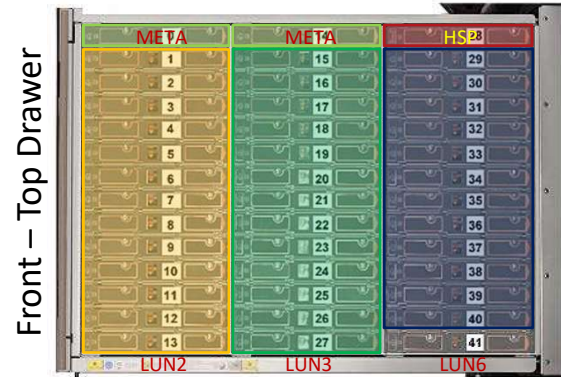 Front – Top Drawer
META META HSP
1 15 29
2 16 30
3 17 31
4 18 32
5 19 33
6 20 34
7 21 35
8 22 36
9 23 37
10 24 38
11 25 39
12 26 40
13 27 41
LUN2 LUN3 LUN6